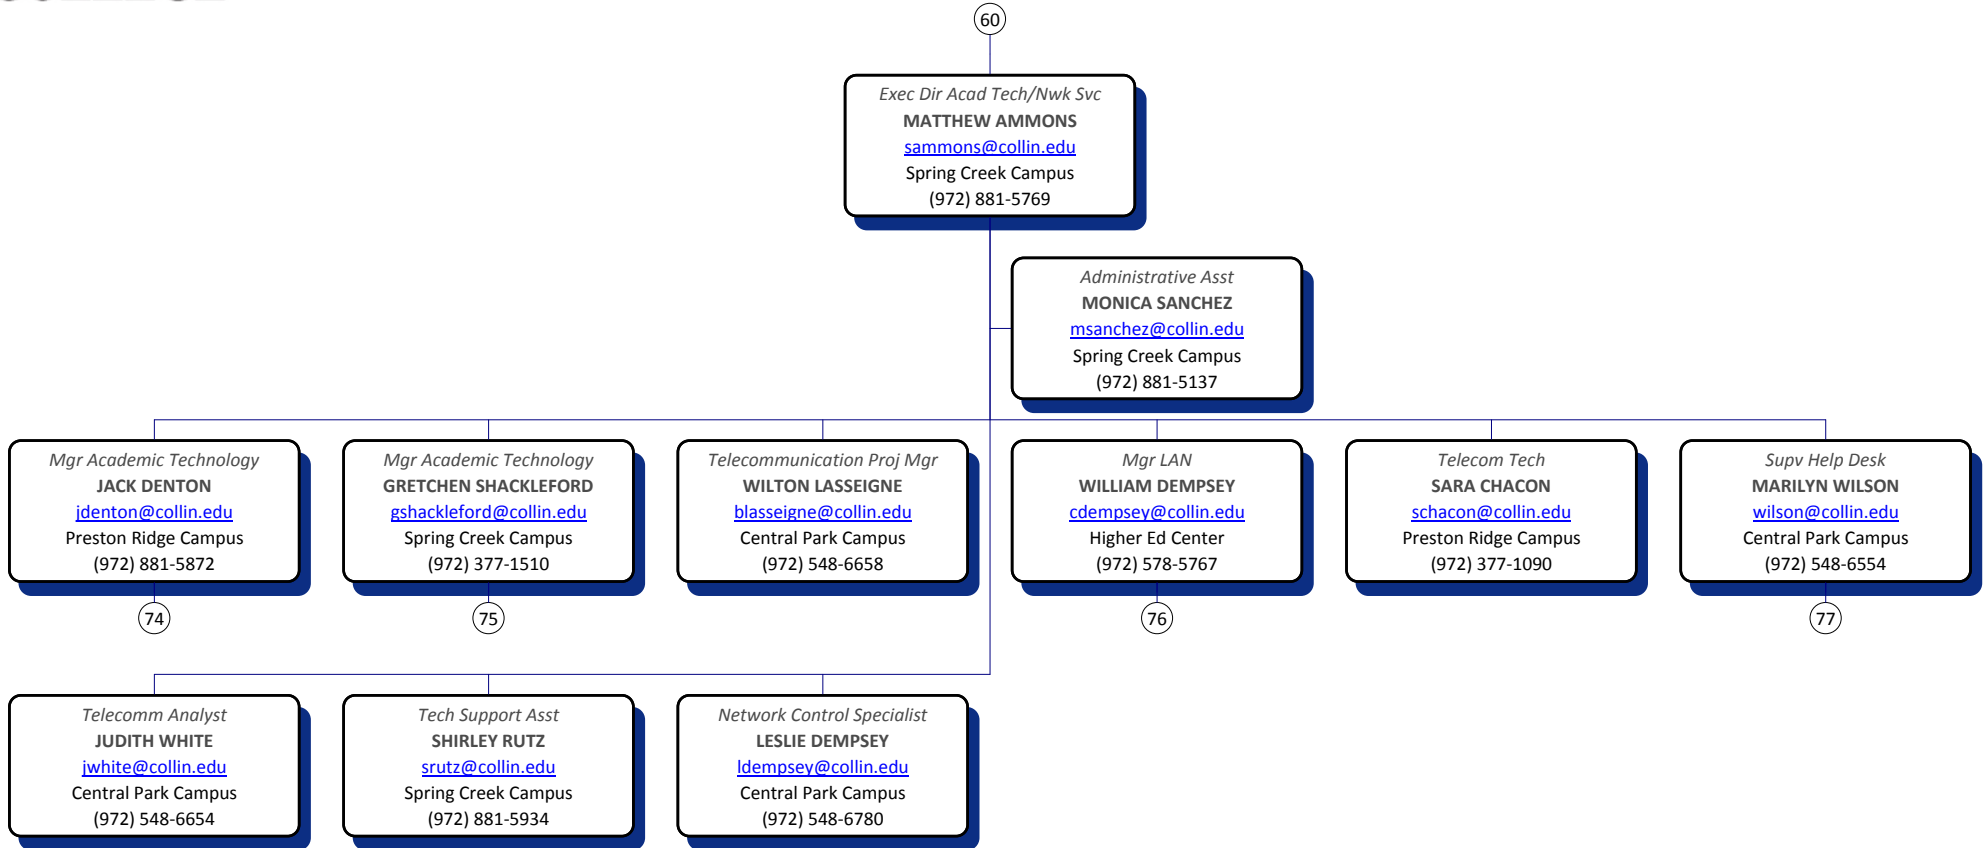 60
Exec Dir Acad Tech/Nwk Svc
MATTHEW AMMONS
sammons@collin.edu
Spring Creek Campus
(972) 881-5769
Administrative Asst
MONICA SANCHEZ
msanchez@collin.edu
Spring Creek Campus
(972) 881-5137
Mgr Academic Technology
JACK DENTON
jdenton@collin.edu
Preston Ridge Campus
(972) 881-5872
74
Mgr Academic Technology
GRETCHEN SHACKLEFORD
gshackleford@collin.edu
Spring Creek Campus
(972) 377-1510
75
Telecommunication Proj Mgr
WILTON LASSEIGNE
blasseigne@collin.edu
Central Park Campus
(972) 548-6658
Mgr LAN
WILLIAM DEMPSEY
cdempsey@collin.edu
Higher Ed Center
(972) 578-5767
76
Telecom Tech
SARA CHACON
schacon@collin.edu
Preston Ridge Campus
(972) 377-1090
Supv Help Desk
MARILYN WILSON
wilson@collin.edu
Central Park Campus
(972) 548-6554
77
Telecomm Analyst
JUDITH WHITE
jwhite@collin.edu
Central Park Campus
(972) 548-6654
Tech Support Asst
SHIRLEY RUTZ
srutz@collin.edu
Spring Creek Campus
(972) 881-5934
Network Control Specialist
LESLIE DEMPSEY
ldempsey@collin.edu
Central Park Campus
(972) 548-6780